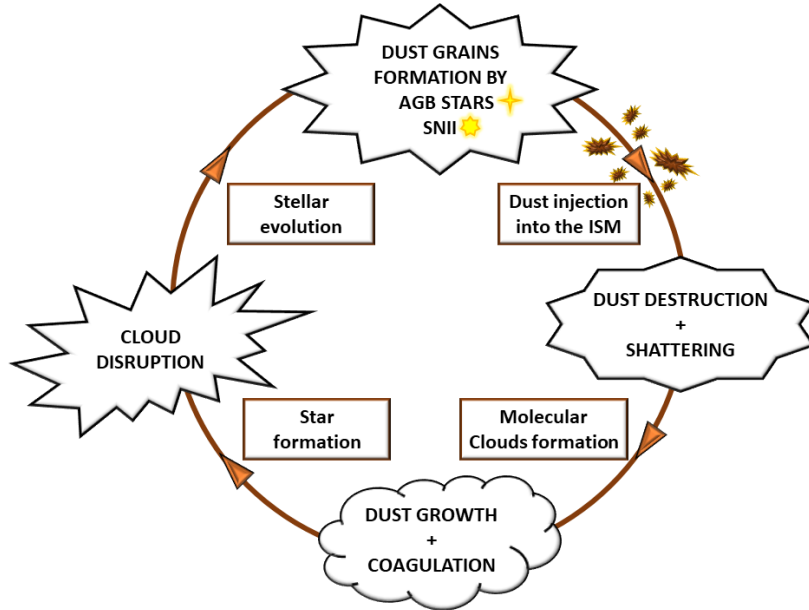 DUST GRAINS
FORMATION BY
AGB STARS
SNII
Stellar
evolution
Dust injection
into the ISM
CLOUD
DISRUPTION
DUST DESTRUCTION
+
SHATTERING
Star
formation
Molecular
Clouds formation
DUST GROWTH
+
COAGULATION